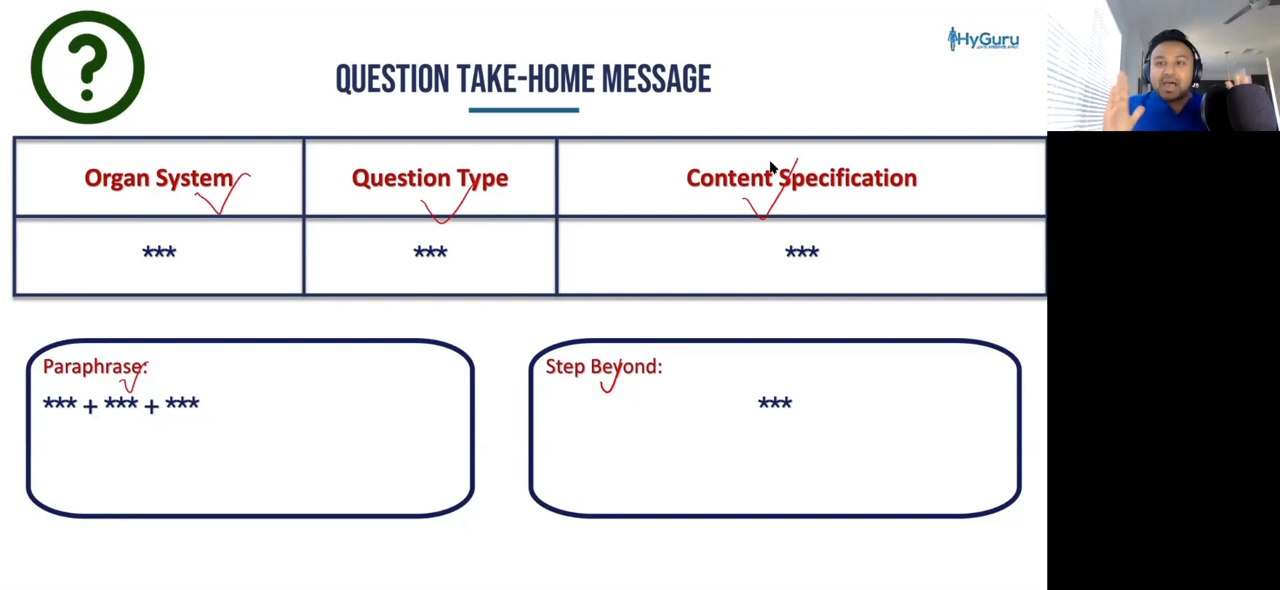 ?
HyGuru
QUESTION TAKE-HOME MESSAGE
Organ System
Question Type
Content Specification
***
***
***
Paraphrase:
*** + *** + ***
Step Beyond:
***